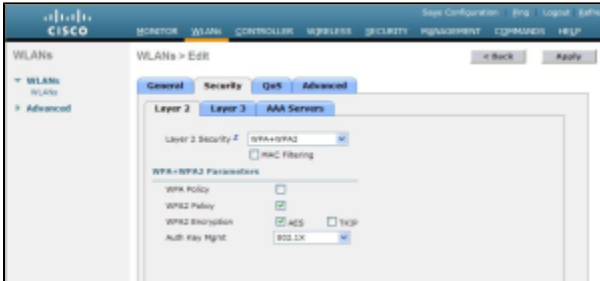 Save Configuration Ping Logout Refre
CISCO
MONITOR WLANs CONTROLLER WIRELESS SECURITY MANAGEMENT COMMANDS HELP
WLANs
WLANs > Edit
< Back
Apply
WLANs
WLANs
Advanced
General Security QoS Advanced
Layer 2 Layer 3 AAA Servers
Layer 2 Security WPA+WPA2
MAC Filtering
WPA+WPA2 Parameters
WPA Policy
WPA2 Policy
WPA2 Encryption AES TKIP
Auth Key Mgmt 802.1X